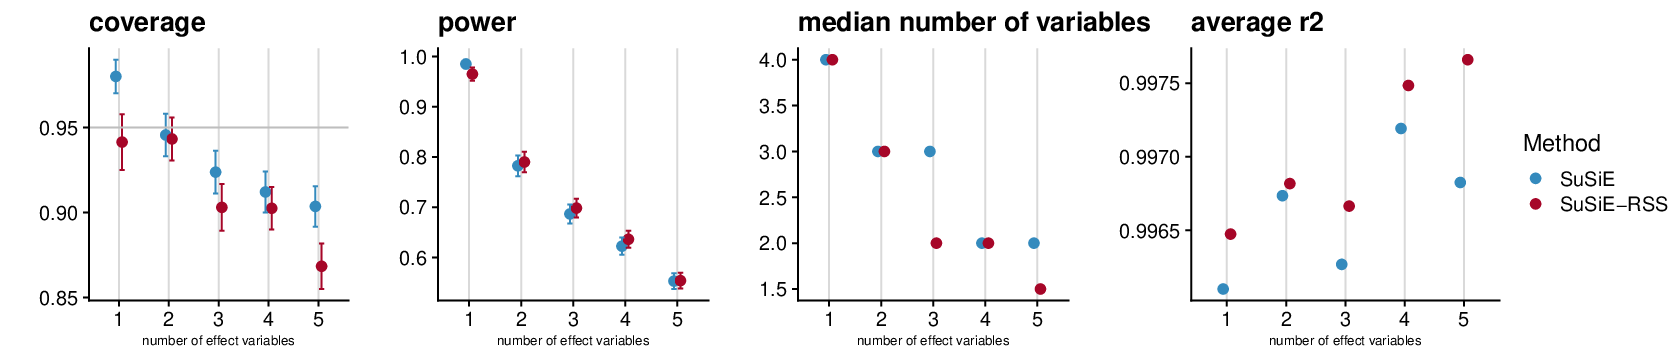 coverage
0.95
0.90
0.85
1 2 3 4 5
number of effect variables
power
1.0
0.9
0.8
0.7
0.6
1 2 3 4 5
number of effect variables
median number of variables
4.0
3.5
3.0
2.5
2.0
1.5
1 2 3 4 5
number of effect variables
average r2
0.9975
0.9970
0.9965
1 2 3 4 5
number of effect variables
Method
SuSiE
SuSiE−RSS